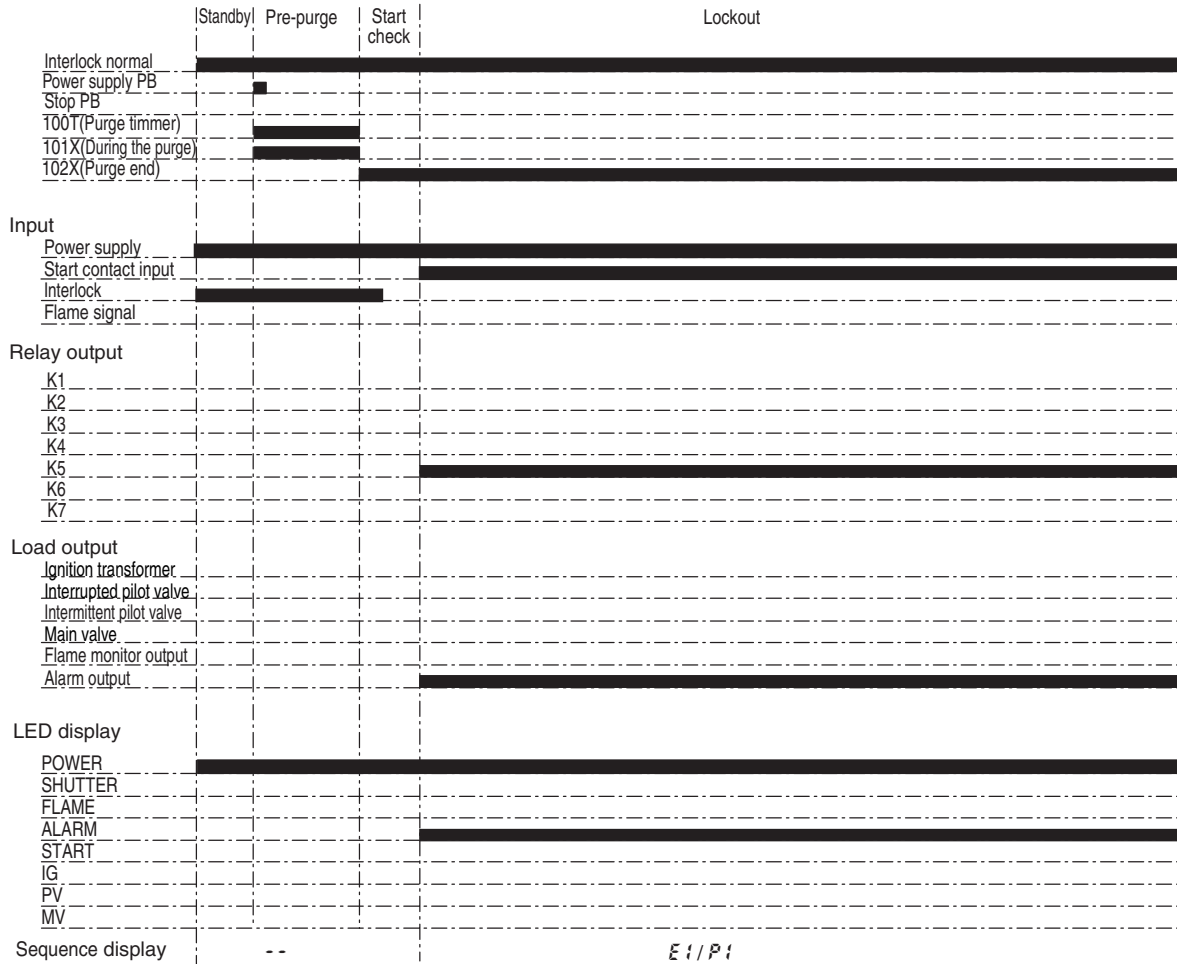 Standby
Pre-purge
Start
check
Lockout
Interlock normal
Power supply PB
Stop PB
100T(Purge timmer)
101X(During the purge)
102X(Purge end)
Input
Power supply
Start contact input
Interlock
Flame signal
Relay output
K1
K2
K3
K4
K5
K6
K7
Load output
Ignition transformer
Interrupted pilot valve
Intermittent pilot valve
Main valve
Flame monitor output
Alarm output
LED display
POWER
SHUTTER
FLAME
ALARM
START
IG
PV
MV
Sequence display -- E1/P1